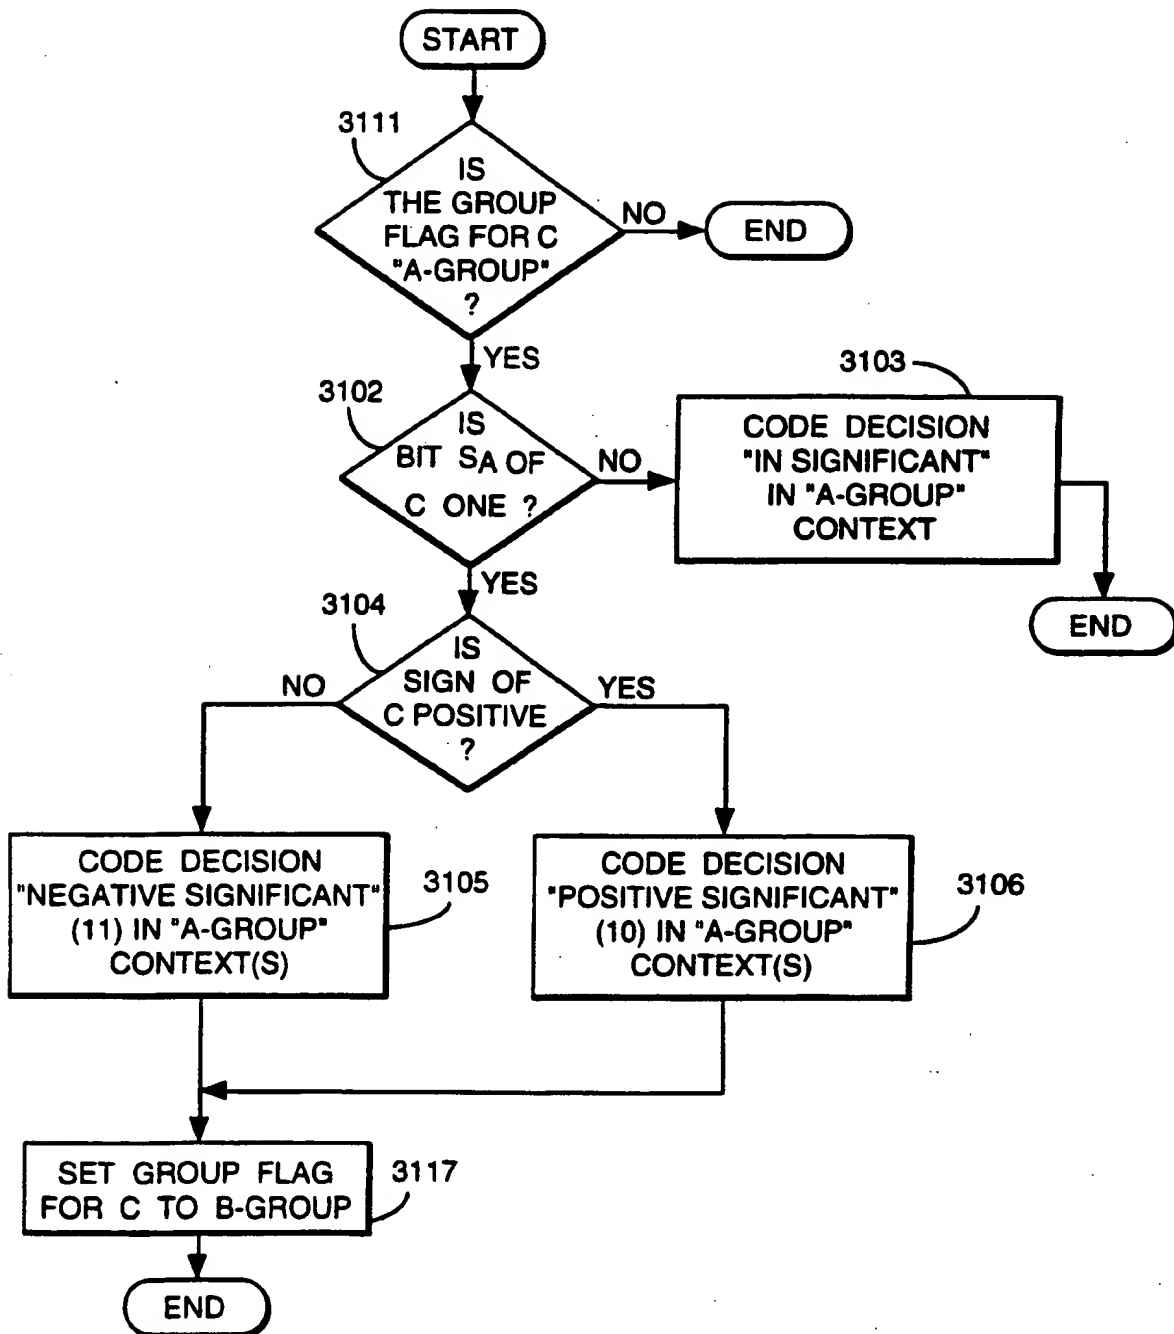 START
3111
IS
THE GROUP
FLAG FOR C
"A-GROUP"
?
NO
END
YES
3102
IS
BIT SA OF
C ONE ?
NO
3103
CODE DECISION
"IN SIGNIFICANT"
IN "A-GROUP"
CONTEXT
END
YES
3104
IS
SIGN OF
C POSITIVE
?
NO
YES
CODE DECISION
"NEGATIVE SIGNIFICANT"
(11) IN "A-GROUP"
CONTEXT(S)
3105
CODE DECISION
"POSITIVE SIGNIFICANT"
(10) IN "A-GROUP"
CONTEXT(S)
3106
SET GROUP FLAG
FOR C TO B-GROUP
3117
END